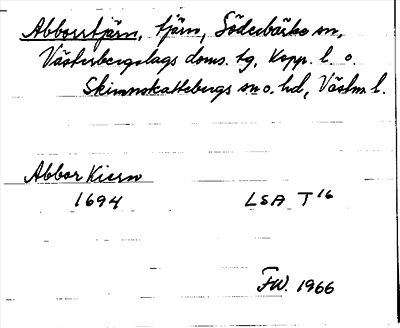 Abborrtjärn, tjärn, Söderbärke sn,
Västerbergslags doms. tg, Kopp. l. o.
Skinnskattebergs sn o. hd, Västm. l.
Abbor Kiern
1694 LSA T16
FW. 1966